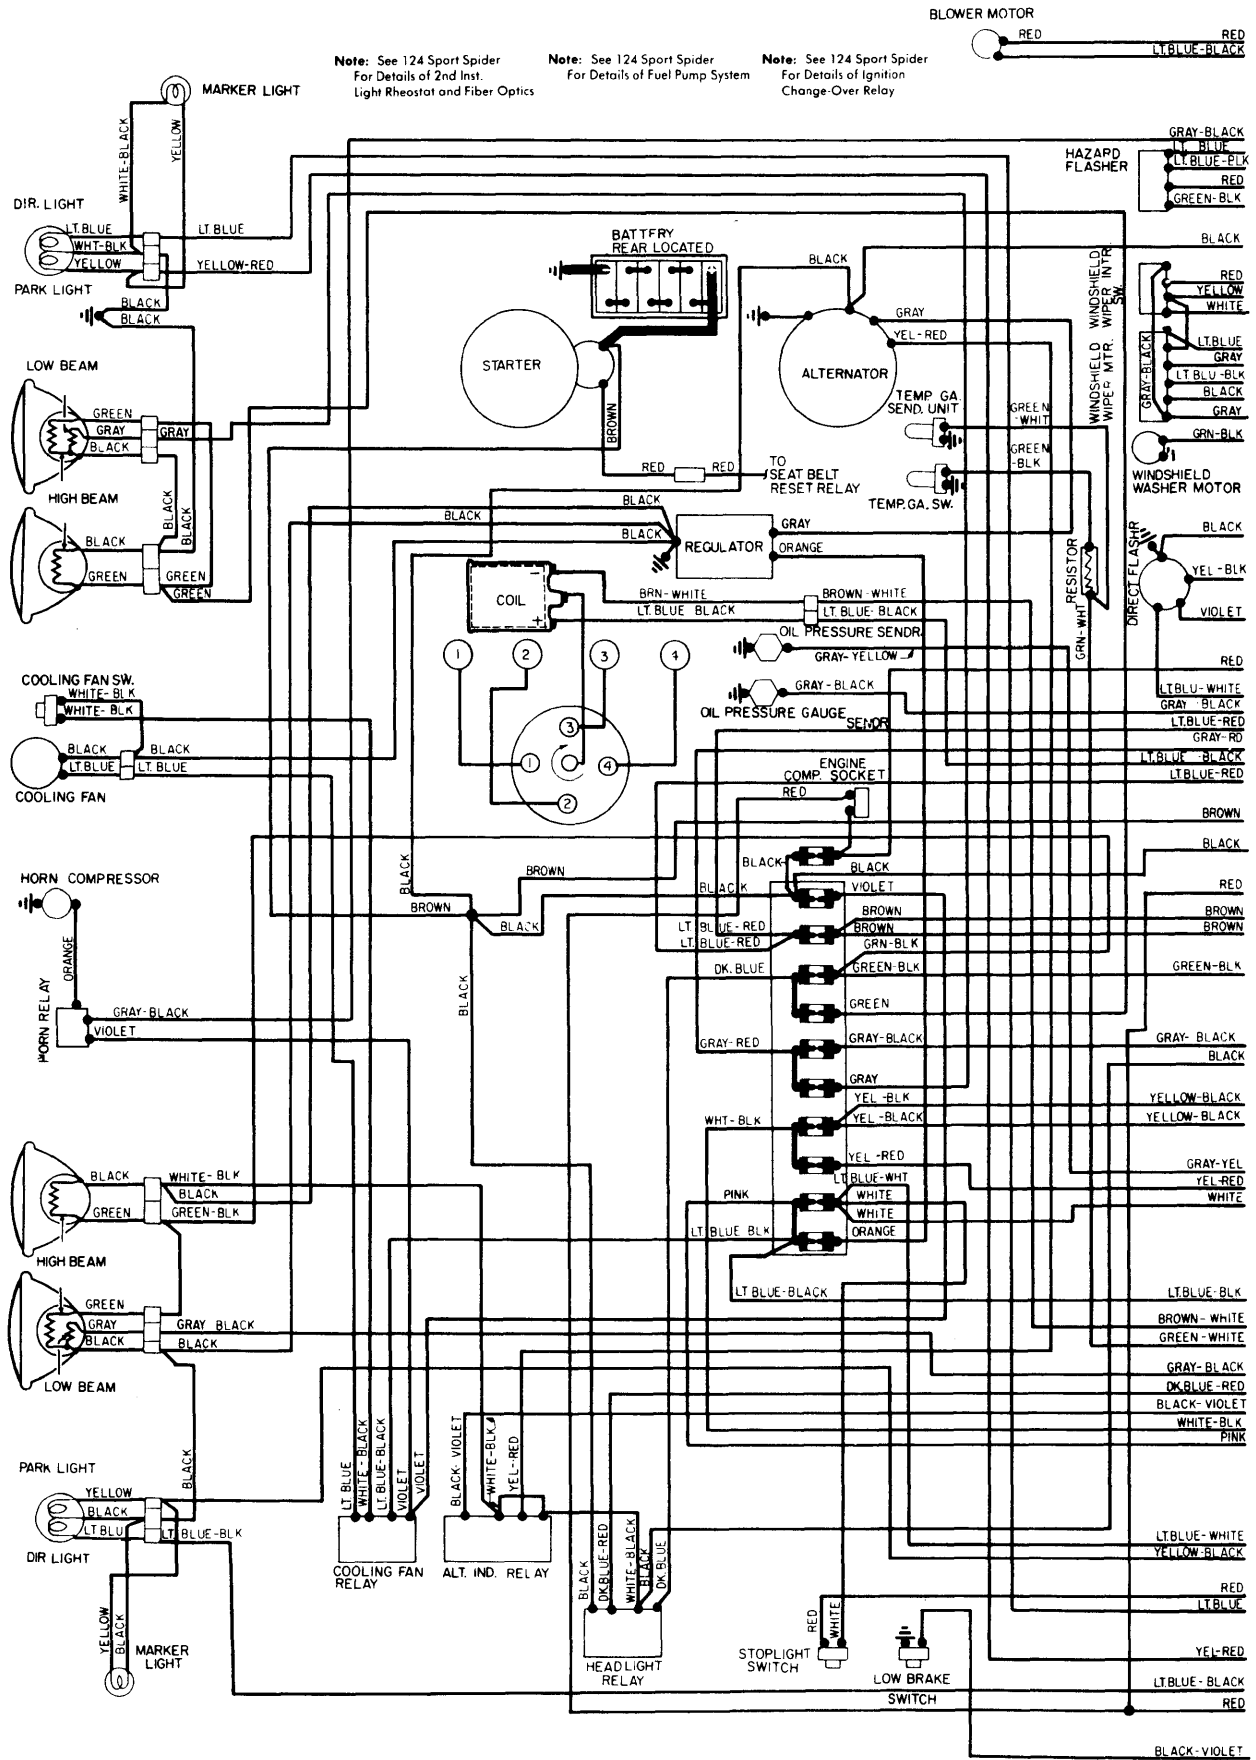 BLOWER MOTOR
RED
RED
LT.BLUE-BLACK
Note: See 124 Sport Spider
For Details of 2nd Inst.
Light Rheostat and Fiber Optics
Note: See 124 Sport Spider
For Details of Fuel Pump System
Note: See 124 Sport Spider
For Details of Ignition
Change-Over Relay
MARKER LIGHT
WHITE-BLACK
YELLOW
GRAY-BLACK
LT. BLUE
LT.BLUE-BLK
RED
GREEN-BLK
HAZARD
FLASHER
DIR. LIGHT
LT.BLUE
WHT-BLK
YELLOW
LT. BLUE
YELLOW-RED
PARK LIGHT
BLACK
BLACK
BATTFRY
REAR LOCATED
BLACK
BLACK
STARTER
BROWN
ALTERNATOR
GRAY
YEL-RED
WINDSHIELD
WIPER INTR.
SW.
RED
YELLOW
WHITE
WINDSHIELD
WIPER MTR.
GRAY-BLACK
LT.BLUE
GRAY
LT BLU-BLK
BLACK
GRAY
LOW BEAM
GREEN
GRAY
BLACK
GRAY
HIGH BEAM
BLACK
BLACK
BLACK
GREEN
GREEN
GREEN
TEMP GA.
SEND. UNIT
GREEN
-WHIT
GREEN
-BLK
TEMP.GA. SW.
GRN-BLK
WINDSHIELD
WASHER MOTOR
RED
RED
TO
SEAT BELT
RESET RELAY
BLACK
BLACK
BLACK
REGULATOR
GRAY
ORANGE
RESISTOR
GRN-WHT
DIRECT FLASHR
BLACK
YEL-BLK
VIOLET
COIL
-
+
BRN-WHITE
LT.BLUE BLACK
BROWN-WHITE
LT.BLUE-BLACK
OIL PRESSURE SENDR.
GRAY-YELLOW
GRAY-BLACK
OIL PRESSURE GAUGE
SENDR
1
2
3
4
3
1
4
2
RED
LT.BLU-WHITE
GRAY BLACK
LT.BLUE-RED
GRAY-RD
LT.BLUE-BLACK
LT.BLUE-RED
BROWN
BLACK
RED
BROWN
BROWN
GREEN-BLK
COOLING FAN SW.
WHITE-BLK
WHITE-BLK
BLACK
LT.BLUE
BLACK
LT. BLUE
COOLING FAN
ENGINE
COMP. SOCKET
RED
HORN COMPRESSOR
ORANGE
HORN RELAY
GRAY-BLACK
VIOLET
BLACK
BROWN
BROWN
BLACK
BLACK
BLACK
BLACK
BLACK
VIOLET
LT. BLUE-RED
LT. BLUE-RED
BROWN
BROWN
GRN-BLK
DK. BLUE
GREEN-BLK
GREEN
GRAY-RED
GRAY-BLACK
GRAY
YEL-BLK
WHT-BLK
YEL-BLACK
YEL-RED
LT BLUE-WHT
PINK
WHITE
WHITE
LT BLUE BLK
ORANGE
LT BLUE-BLACK
GRAY-BLACK
BLACK
YELLOW-BLACK
YELLOW-BLACK
GRAY-YEL
YEL-RED
WHITE
BLACK
WHITE-BLK
BLACK
GREEN
GREEN-BLK
HIGH BEAM
GREEN
GRAY
BLACK
GRAY BLACK
BLACK
LOW BEAM
LT.BLUE-BLK
BROWN-WHITE
GREEN-WHITE
GRAY-BLACK
DK.BLUE-RED
BLACK-VIOLET
WHITE-BLK
PINK
PARK LIGHT
YELLOW
BLACK
LT BLU
LT BLUE-BLK
BLACK
DIR LIGHT
YELLOW
BLACK
MARKER
LIGHT
LT BLUE
WHITE-BLACK
LT.BLUE-BLACK
VIOLET
VIOLET
COOLING FAN
RELAY
BLACK-VIOLET
WHITE-BLK
YEL-RED
ALT. IND. RELAY
BLACK
DK.BLUE-RED
WHITE-BLACK
BLACK
DK.BLUE
HEADLIGHT
RELAY
RED
WHITE
STOPLIGHT
SWITCH
LOW BRAKE
SWITCH
LT.BLUE-WHITE
YELLOW-BLACK
RED
LT.BLUE
YEL-RED
LT.BLUE-BLACK
RED
BLACK-VIOLET